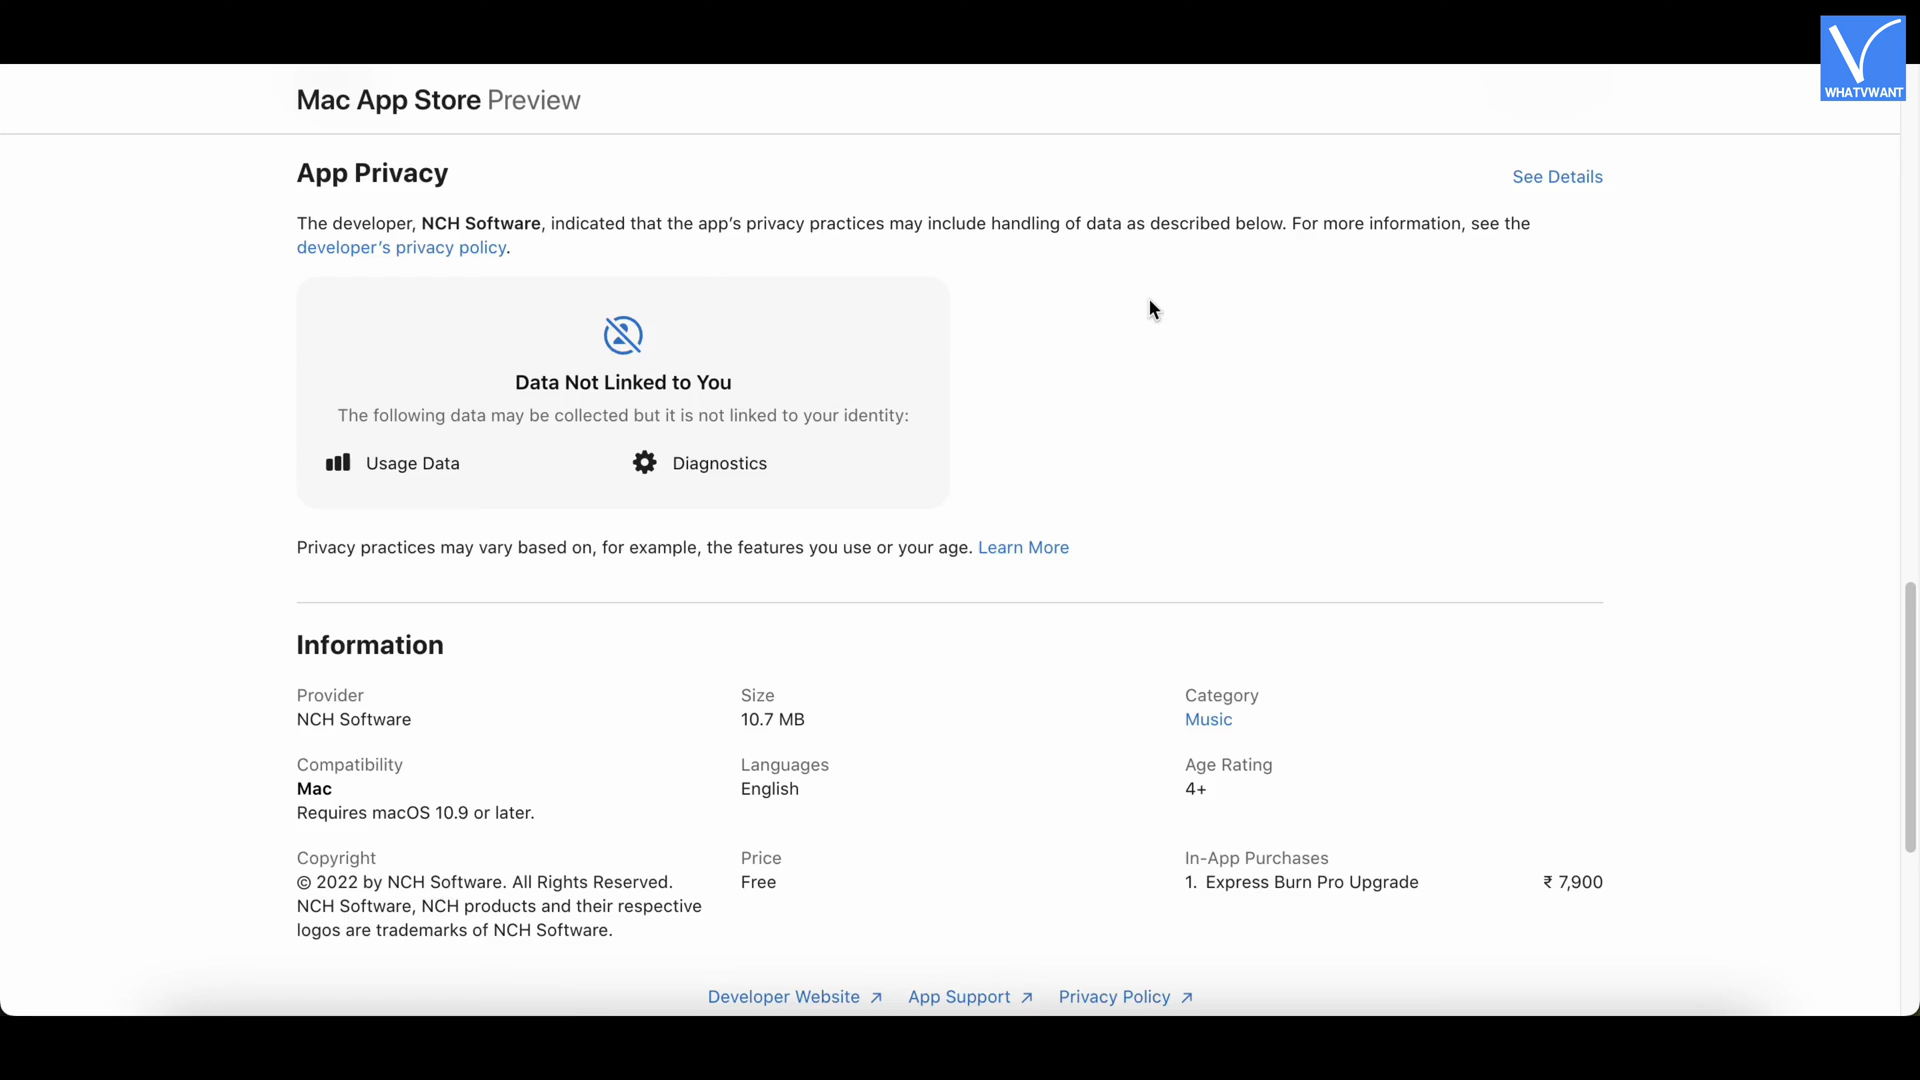 WHATVWANT
Mac App Store Preview
App Privacy
See Details
The developer, NCH Software, indicated that the app’s privacy practices may include handling of data as described below. For more information, see the
developer’s privacy policy.
Data Not Linked to You
The following data may be collected but it is not linked to your identity:
Usage Data
Diagnostics
Privacy practices may vary based on, for example, the features you use or your age. Learn More
Information
Provider
NCH Software
Size
10.7 MB
Category
Music
Compatibility
Mac
Requires macOS 10.9 or later.
Languages
English
Age Rating
4+
Copyright
© 2022 by NCH Software. All Rights Reserved.
NCH Software, NCH products and their respective
logos are trademarks of NCH Software.
Price
Free
In-App Purchases
1. Express Burn Pro Upgrade ₹ 7,900
Developer Website ↗ App Support ↗ Privacy Policy ↗